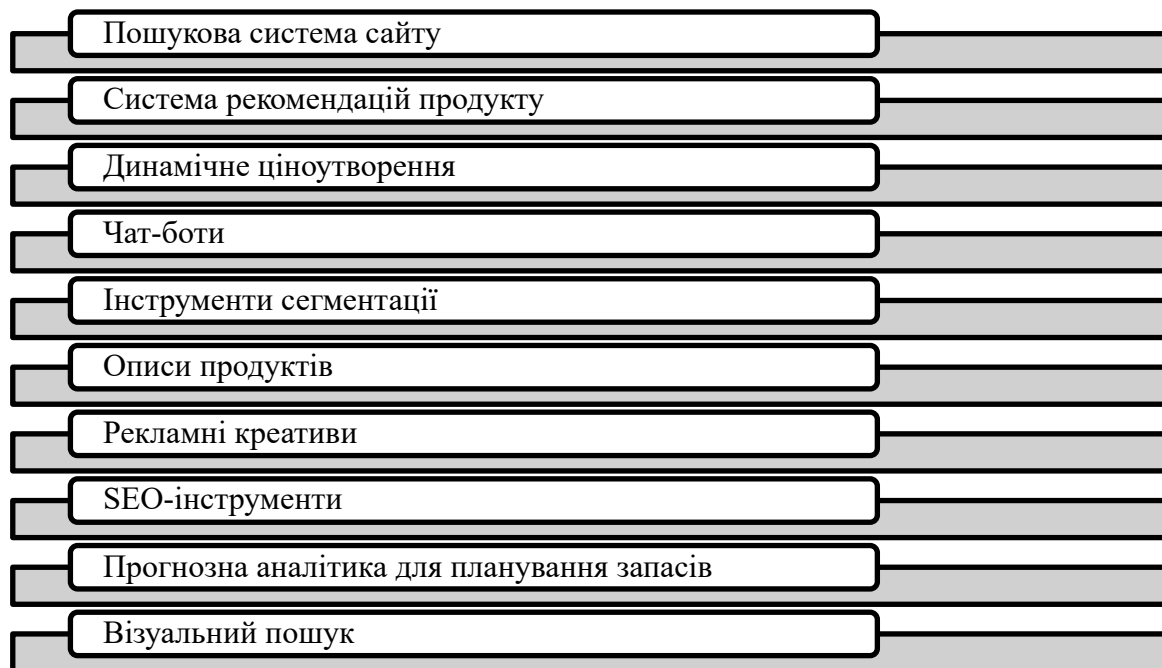 Пошукова система сайту
Система рекомендацій продукту
Динамічне ціноутворення
Чат-боти
Інструменти сегментації
Описи продуктів
Рекламні креативи
SEO-інструменти
Прогнозна аналітика для планування запасів
Візуальний пошук